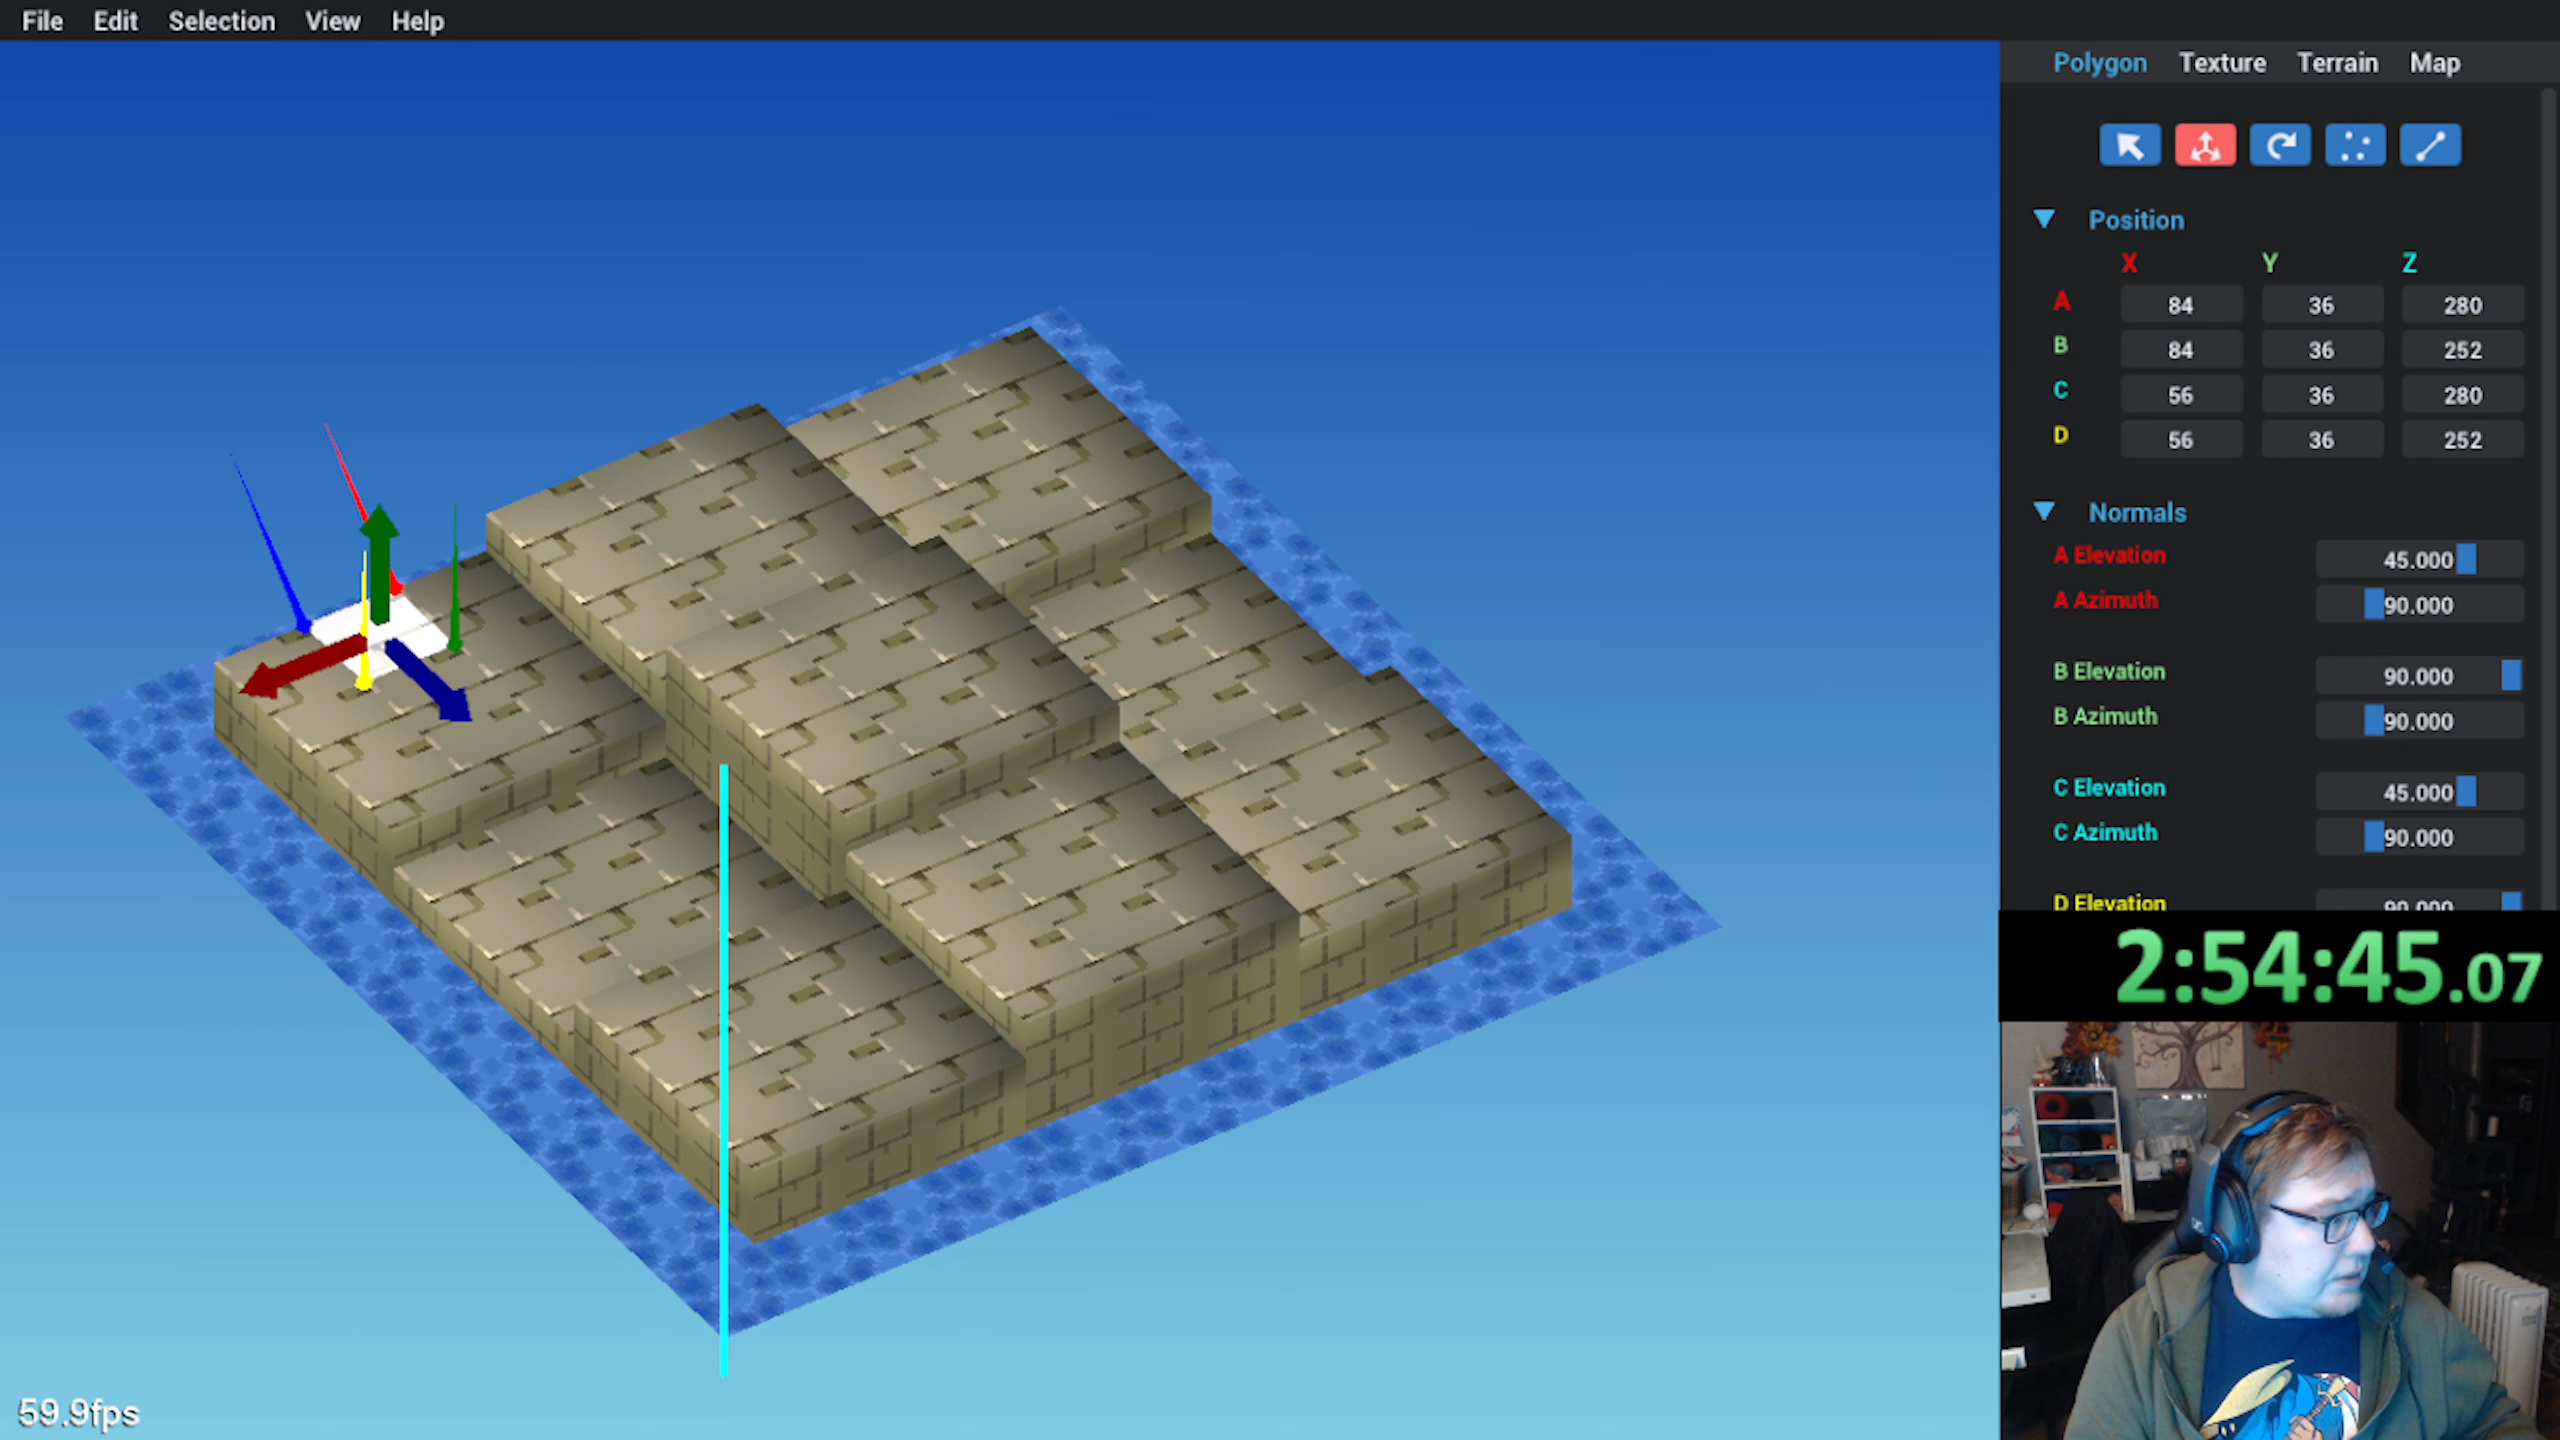 File Edit Selection View Help
Polygon Texture Terrain Map
Position
X Y Z
A 84 36 280
B 84 36 252
C 56 36 280
D 56 36 252
Normals
A Elevation 45.000
A Azimuth 90.000
B Elevation 90.000
B Azimuth 90.000
C Elevation 45.000
C Azimuth 90.000
D Elevation 90.000
2:54:45.07
59.9fps